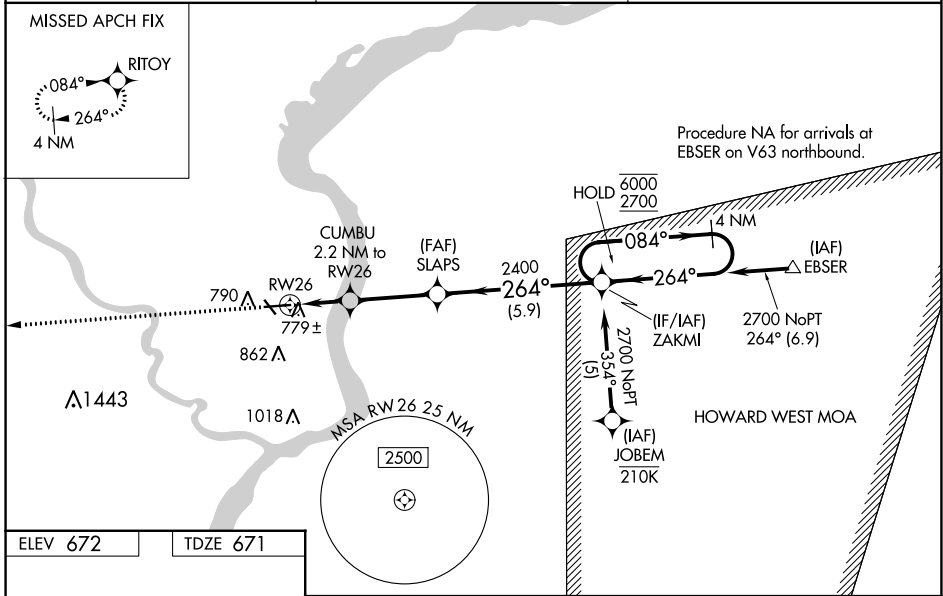 MISSED APCH FIX
RITOY
084°
264°
4 NM
Procedure NA for arrivals at
EBSER on V63 northbound.
HOLD
6000
2700
4 NM
084°
264°
(IAF)
EBSER
2700 NoPT
264° (6.9)
CUMBU
2.2 NM to
RW26
(FAF)
SLAPS
2400
264°
(5.9)
(IF/IAF)
ZAKMI
RW26
790
779±
862
1443
1018
2700 NoPT
354°
(5)
(IAF)
JOBEM
210K
HOWARD WEST MOA
MSA RW26 25 NM
2500
ELEV 672
TDZE 671